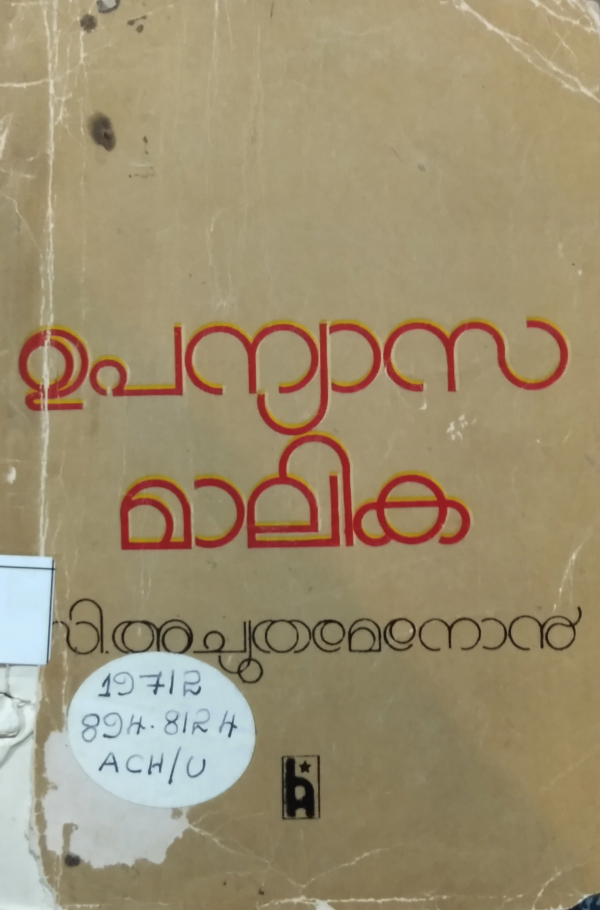 ഉപന്യാസ
മാലിക
സി.അച്യുതമേനോൻ
19712
894.8124
ACH/U